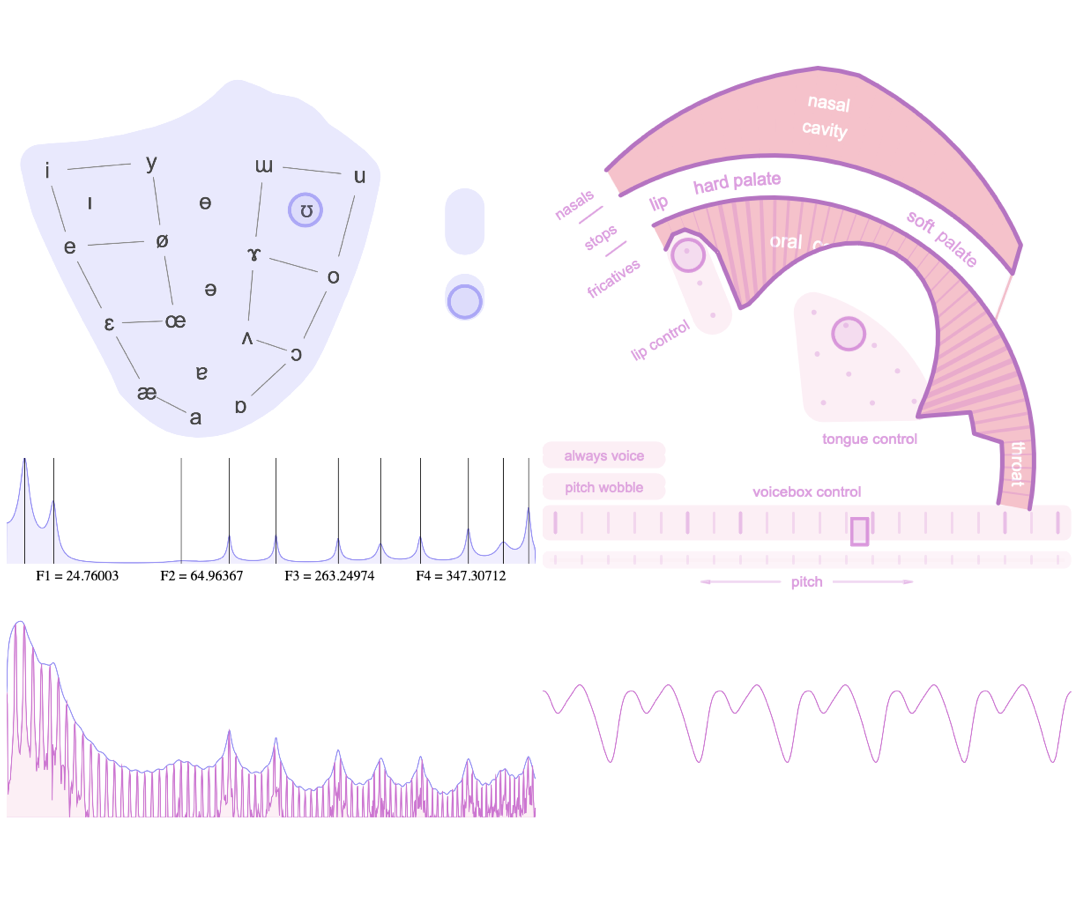 i y ɯ u
ɪ ɵ ʊ
e ø ɤ o
ə
ɛ œ ʌ ɔ
ɐ
æ a ɒ
nasal
cavity
nasals
stops
fricatives
lip
hard palate
soft palate
oral c
lip control
tongue control
throat
always voice
pitch wobble
voicebox control
pitch
F1 = 24.76003
F2 = 64.96367
F3 = 263.24974
F4 = 347.30712